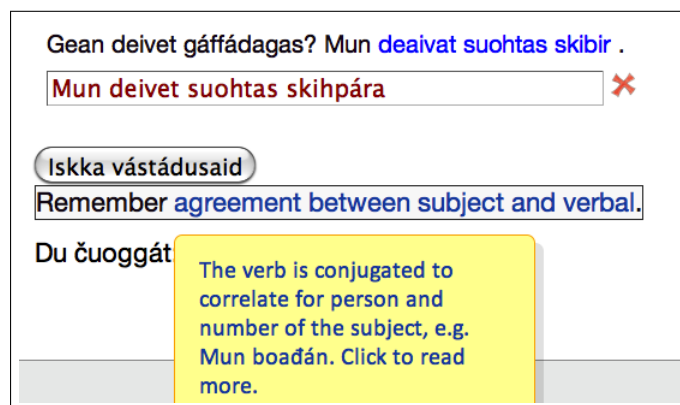 Gean deivet gáffádagas? Mun deaivat suohtas skibir .
Mun deivet suohtas skihpára
Iskka vástádusaid
Remember agreement between subject and verbal.
Du čuoggát:
The verb is conjugated to
correlate for person and
number of the subject, e.g.
Mun boađán. Click to read
more.